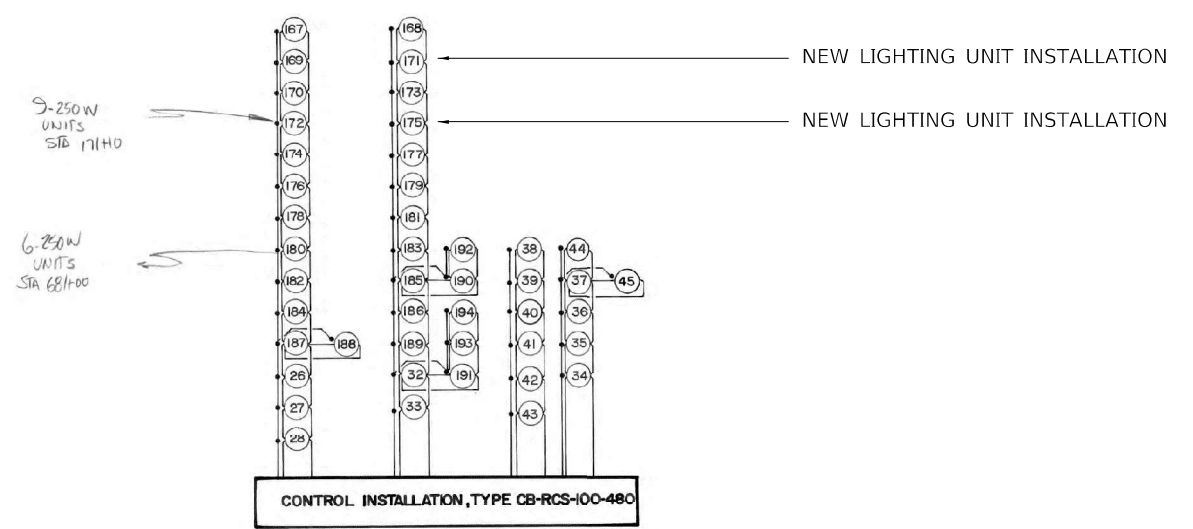 167 168
169 171 NEW LIGHTING UNIT INSTALLATION
170 173
9-250W
UNITS
STA 171+10
172 175 NEW LIGHTING UNIT INSTALLATION
174 177
176 179
178 181
6-250W
UNITS
STA 68+00
180 183 192 38 44
182 185 190 39 37 45
184 186 194 40 36
187 188 189 193 41 35
26 32 191 42 34
27 33 43
28
CONTROL INSTALLATION, TYPE CB-RCS-100-480